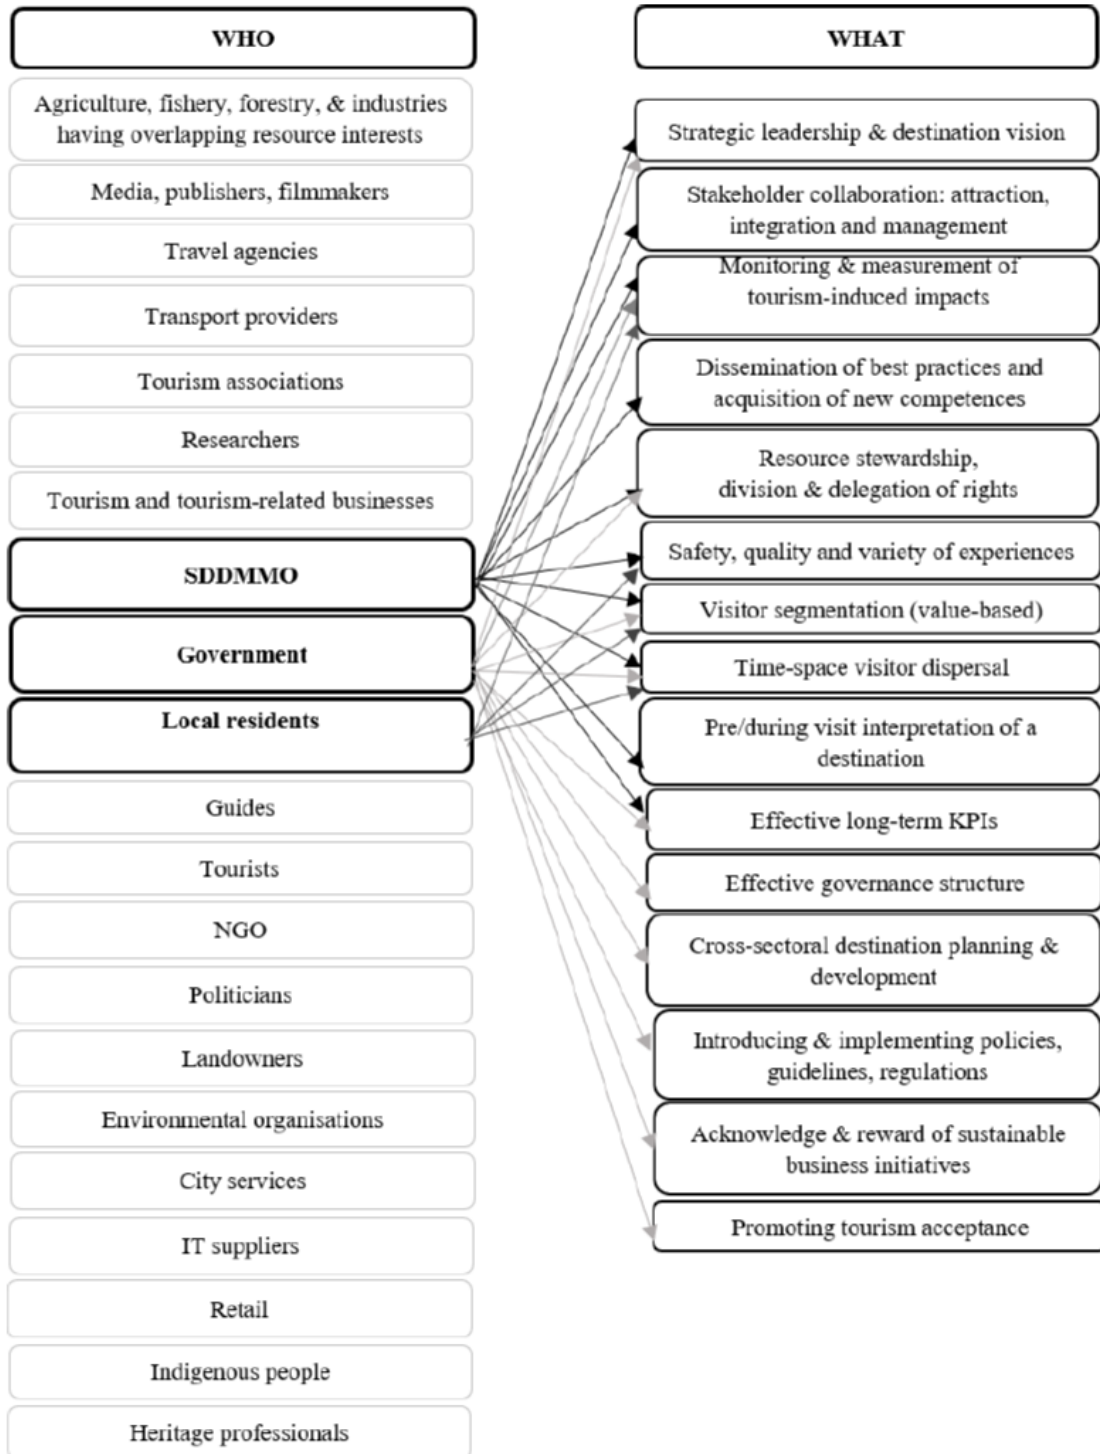 WHO
Agriculture, fishery, forestry, & industries
having overlapping resource interests
Media, publishers, filmmakers
Travel agencies
Transport providers
Tourism associations
Researchers
Tourism and tourism-related businesses
SDDMMO
Government
Local residents
Guides
Tourists
NGO
Politicians
Landowners
Environmental organisations
City services
IT suppliers
Retail
Indigenous people
Heritage professionals
WHAT
Strategic leadership & destination vision
Stakeholder collaboration: attraction,
integration and management
Monitoring & measurement of
tourism-induced impacts
Dissemination of best practices and
acquisition of new competences
Resource stewardship,
division & delegation of rights
Safety, quality and variety of experiences
Visitor segmentation (value-based)
Time-space visitor dispersal
Pre/during visit interpretation of a
destination
Effective long-term KPIs
Effective governance structure
Cross-sectoral destination planning &
development
Introducing & implementing policies,
guidelines, regulations
Acknowledge & reward of sustainable
business initiatives
Promoting tourism acceptance